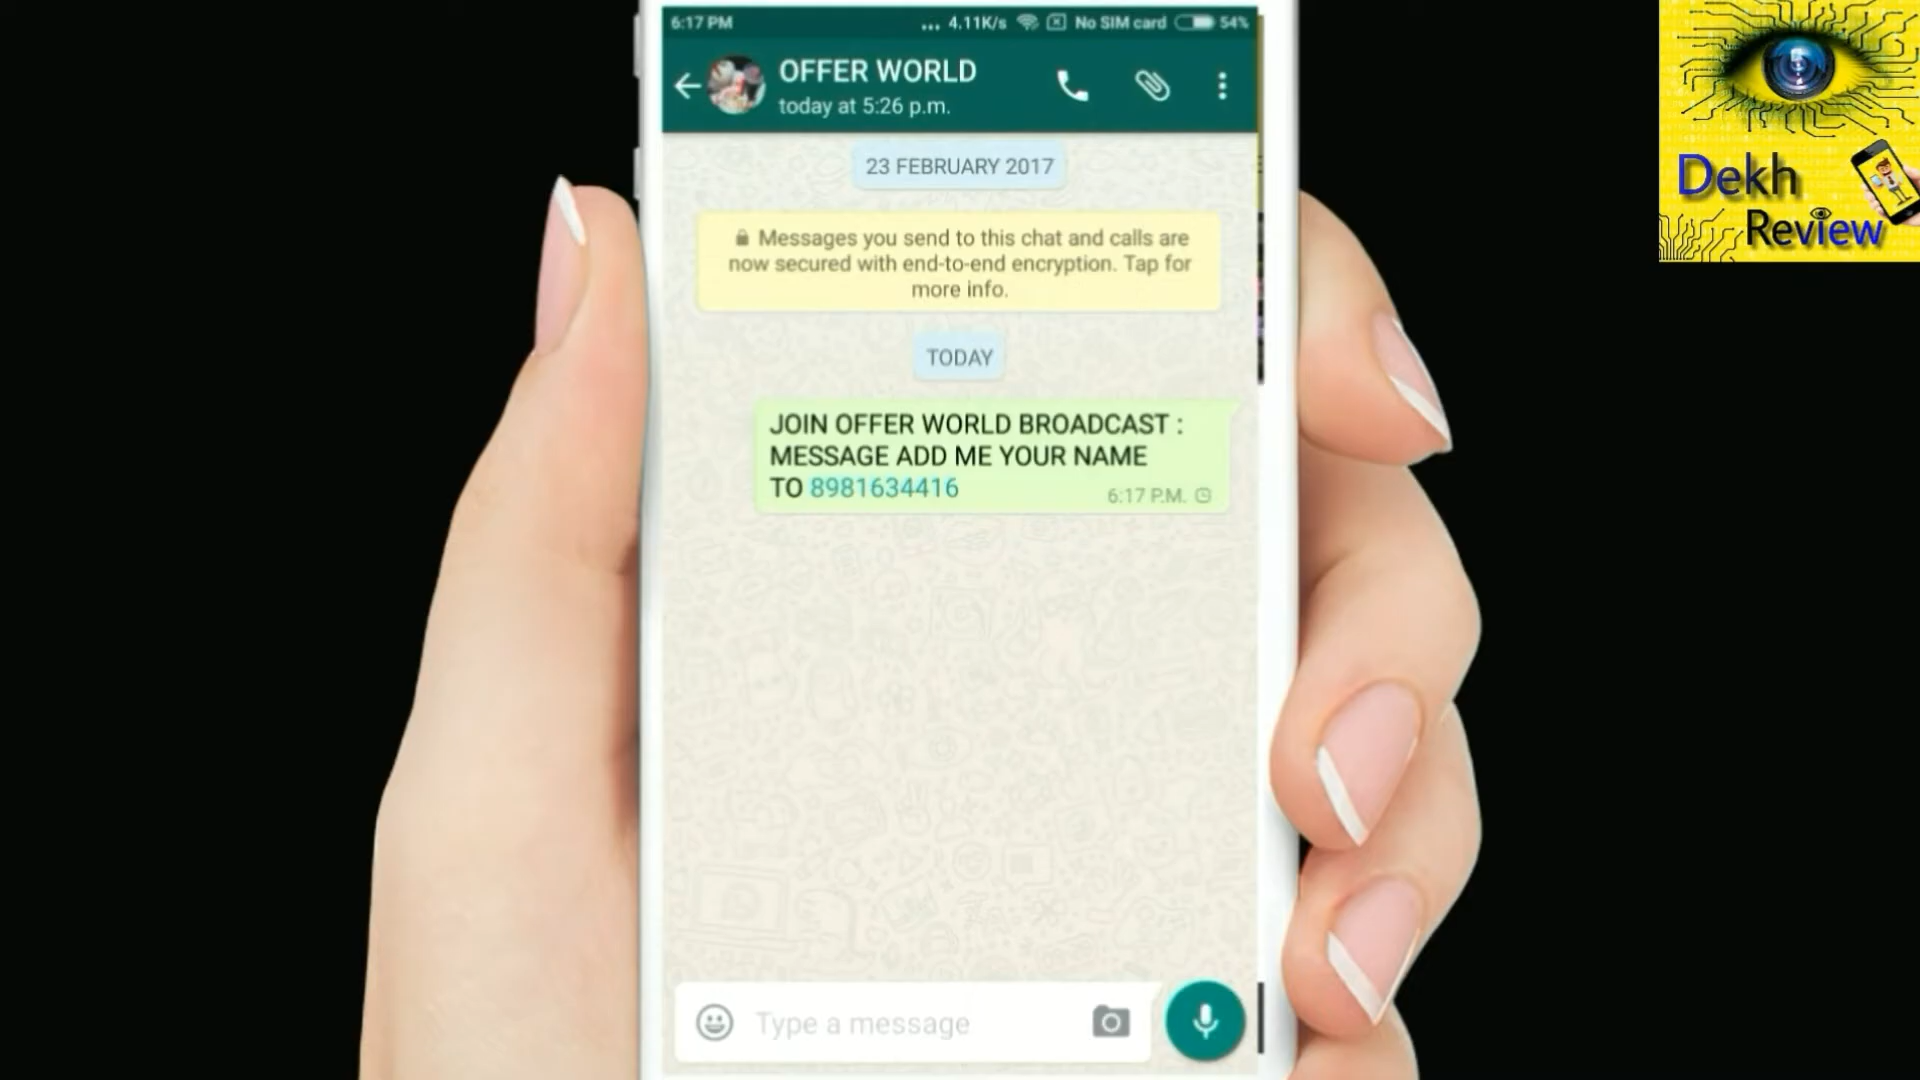 6:17 PM ... 4.11K/s No SIM card 54%
OFFER WORLD
today at 5:26 p.m.
23 FEBRUARY 2017
Messages you send to this chat and calls are
now secured with end-to-end encryption. Tap for
more info.
TODAY
JOIN OFFER WORLD BROADCAST :
MESSAGE ADD ME YOUR NAME
TO 8981634416
6:17 P.M.
Type a message
Dekh
Review